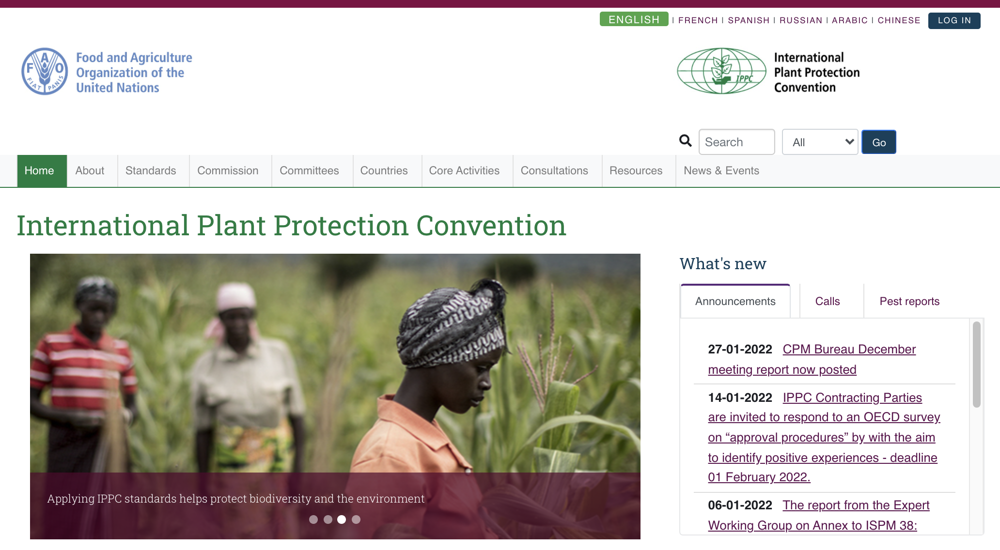 ENGLISH | FRENCH | SPANISH | RUSSIAN | ARABIC | CHINESE LOG IN
FAO
FIAT PANIS
Food and Agriculture
Organization of the
United Nations
IPPC
International
Plant Protection
Convention
Search All Go
Home About Standards Commission Committees Countries Core Activities Consultations Resources News & Events
International Plant Protection Convention
Applying IPPC standards helps protect biodiversity and the environment
What's new
Announcements Calls Pest reports
27-01-2022 CPM Bureau December
meeting report now posted
14-01-2022 IPPC Contracting Parties
are invited to respond to an OECD survey
on “approval procedures” by with the aim
to identify positive experiences - deadline
01 February 2022.
06-01-2022 The report from the Expert
Working Group on Annex to ISPM 38: